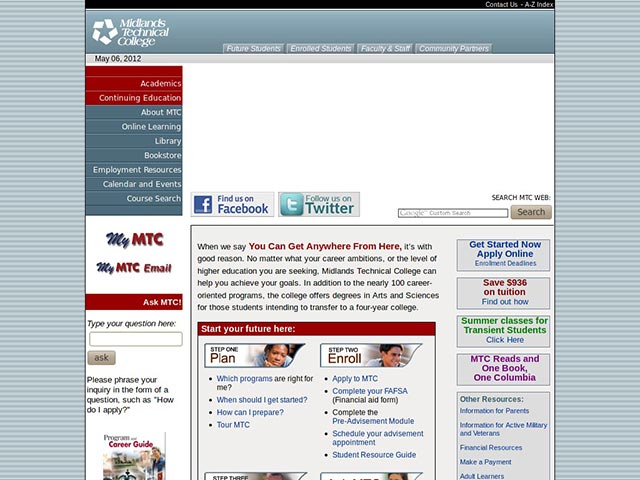 Contact Us - A-Z Index
Midlands
Technical
College
Future Students
Enrolled Students
Faculty & Staff
Community Partners
May 06, 2012
Academics
Continuing Education
About MTC
Online Learning
Library
Bookstore
Employment Resources
Calendar and Events
Course Search
My MTC
My MTC Email
Ask MTC!
Type your question here:
ask
Please phrase your
inquiry in the form of a
question, such as "How
do I apply?"
Program and
Career Guide
Find us on
Facebook
Follow us on
Twitter
SEARCH MTC WEB:
Google Custom Search
Search
When we say You Can Get Anywhere From Here, it's with
good reason. No matter what your career ambitions, or the level of
higher education you are seeking, Midlands Technical College can
help you achieve your goals. In addition to the nearly 100 career-
oriented programs, the college offers degrees in Arts and Sciences
for those students intending to transfer to a four-year college.
Start your future here:
STEP ONE
Plan
Which programs are right for
me?
When should I get started?
How can I prepare?
Tour MTC
STEP TWO
Enroll
Apply to MTC
Complete your FAFSA
(Financial aid form)
Complete the
Pre-Advisement Module
Schedule your advisement
appointment
Student Resource Guide
STEP THREE
Get Started Now
Apply Online
Enrollment Deadlines
Save $936
on tuition
Find out how
Summer classes for
Transient Students
Click Here
MTC Reads and
One Book,
One Columbia
Other Resources:
Information for Parents
Information for Active Military
and Veterans
Financial Resources
Make a Payment
Adult Learners